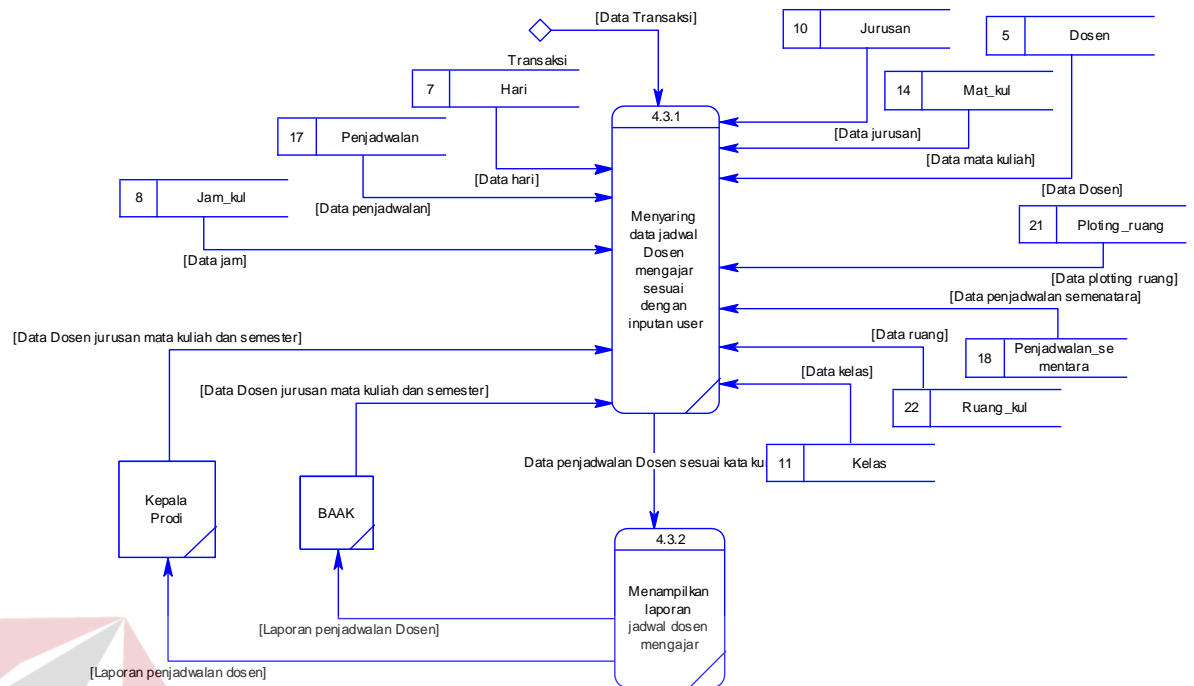 [Data Transaksi]
Transaksi
10 Jurusan
5 Dosen
7 Hari
14 Mat_kul
4.3.1
17 Penjadwalan
[Data jurusan]
[Data mata kuliah]
[Data hari]
[Data Dosen]
8 Jam_kul
[Data penjadwalan]
Menyaring
data jadwal
Dosen
mengajar
sesuai
dengan
inputan user
21 Ploting_ruang
[Data jam]
[Data plotting ruang]
[Data penjadwalan semenatara]
[Data Dosen jurusan mata kuliah dan semester]
[Data ruang]
18 Penjadwalan_se
mentara
[Data kelas]
[Data Dosen jurusan mata kuliah dan semester]
22 Ruang_kul
Data penjadwalan Dosen sesuai kata ku
11 Kelas
Kepala
Prodi
BAAK
4.3.2
Menampilkan
laporan
jadwal dosen
mengajar
[Laporan penjadwalan Dosen]
[Laporan penjadwalan dosen]